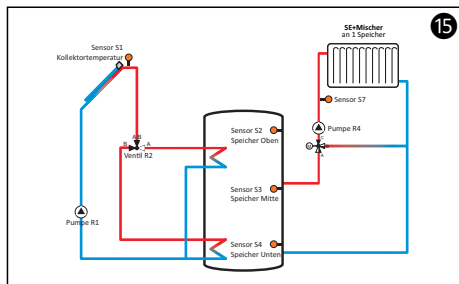 15
SE+Mischer
an 1 Speicher
Sensor S1
Kollektortemperatur
Sensor S7
Pumpe R4
Sensor S2
Speicher Oben
A B
B A
Ventil R2
C
M
A
Sensor S3
Speicher Mitte
Pumpe R1
Sensor S4
Speicher Unten